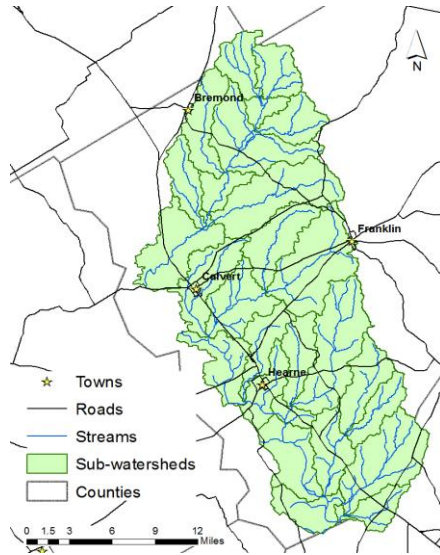 N
Bremond
Franklin
Calvert
Hearne
Towns
Roads
Streams
Sub-watersheds
Counties
0 1.5 3 6 9 12
Miles